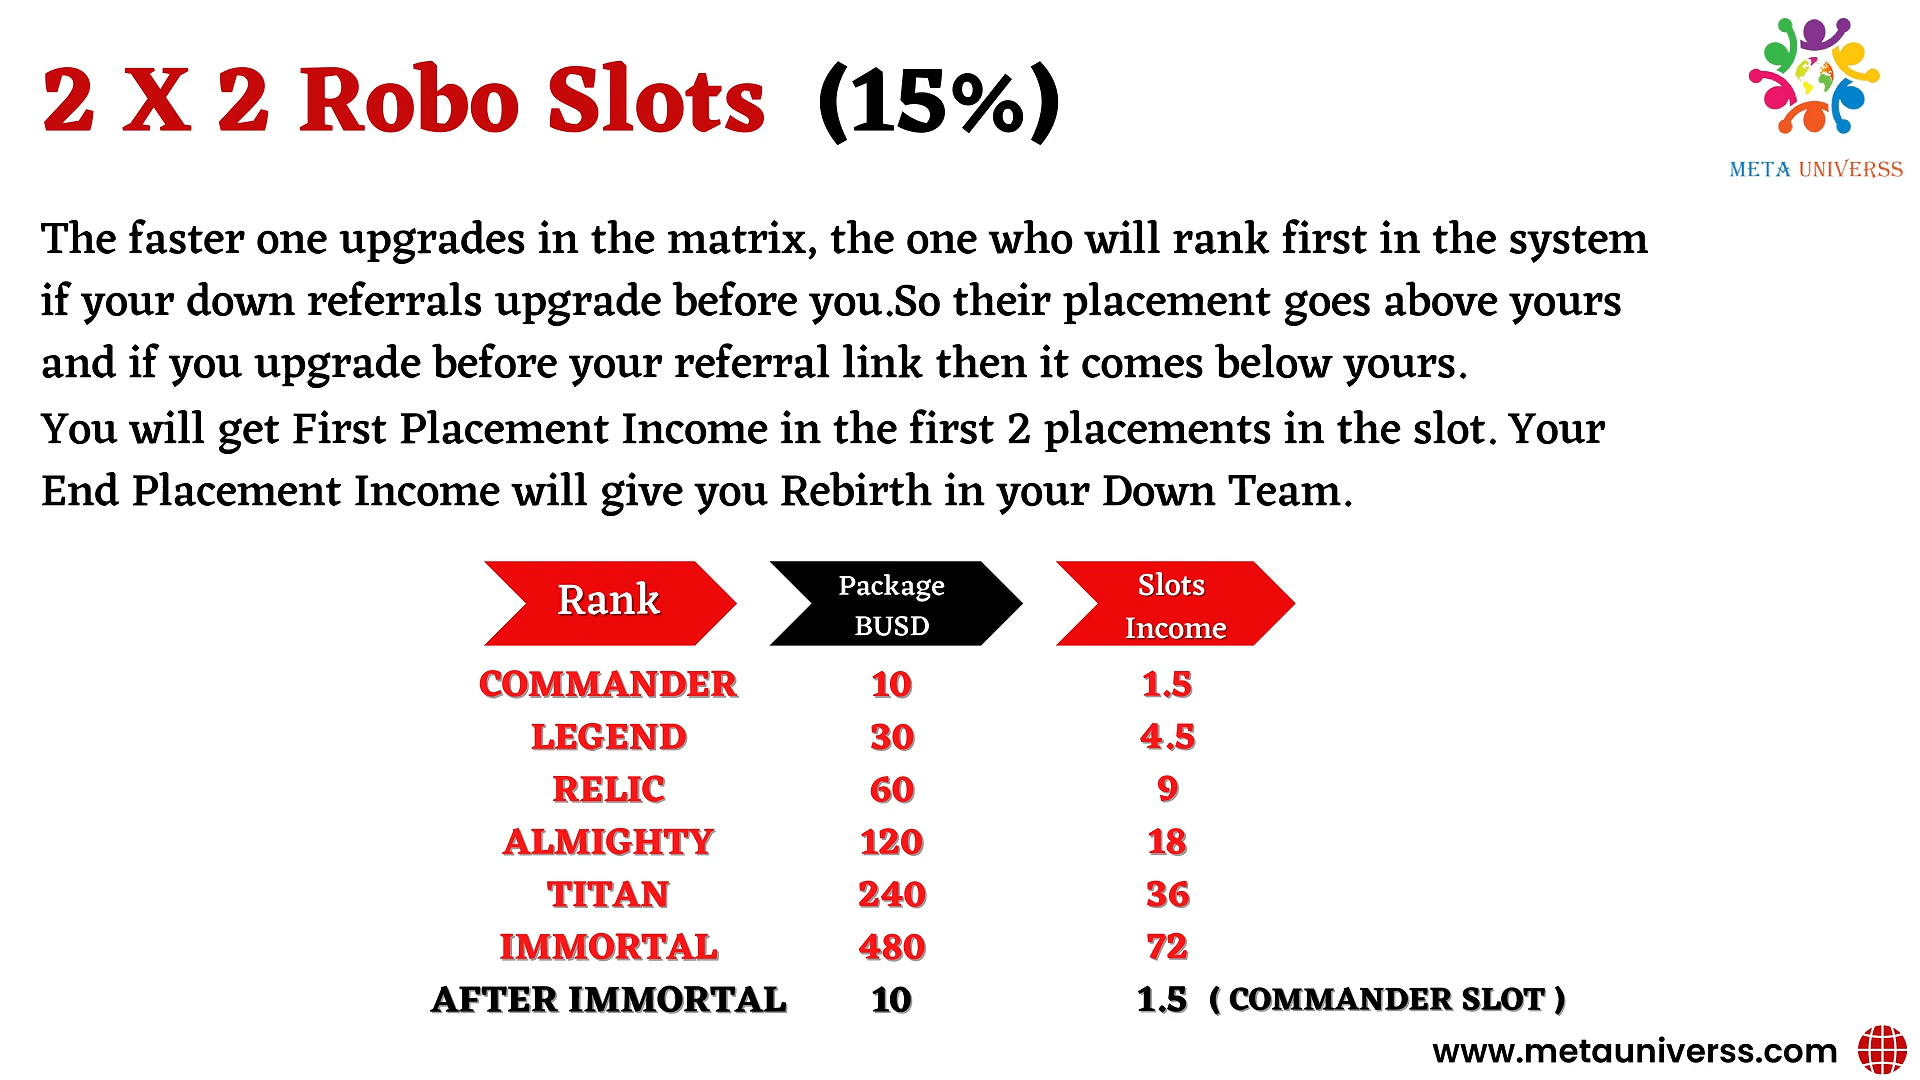 2 X 2 Robo Slots (15%)
META UNIVERSS
The faster one upgrades in the matrix, the one who will rank first in the system
if your down referrals upgrade before you.So their placement goes above yours
and if you upgrade before your referral link then it comes below yours.
You will get First Placement Income in the first 2 placements in the slot. Your
End Placement Income will give you Rebirth in your Down Team.
Rank Package BUSD Slots Income
COMMANDER 10 1.5
LEGEND 30 4.5
RELIC 60 9
ALMIGHTY 120 18
TITAN 240 36
IMMORTAL 480 72
AFTER IMMORTAL 10 1.5 ( COMMANDER SLOT )
www.metauniverss.com